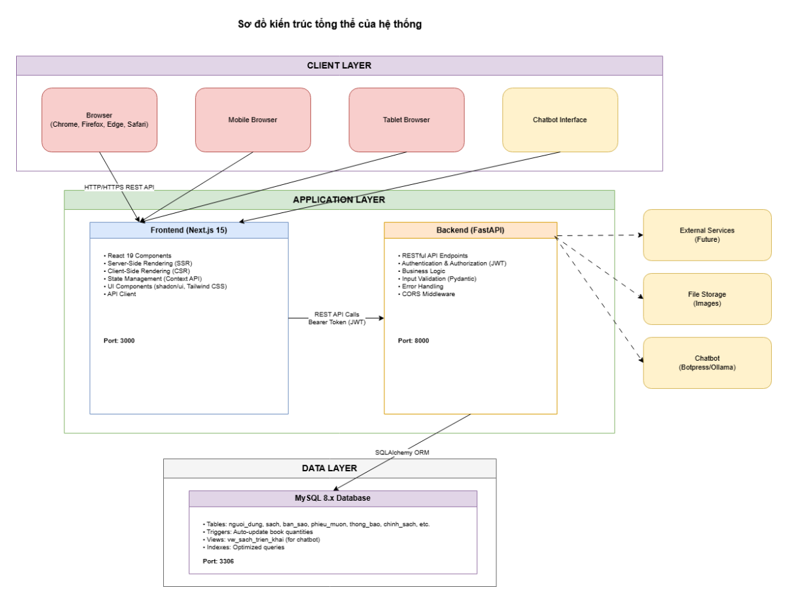 Sơ đồ kiến trúc tổng thể của hệ thống
CLIENT LAYER
Browser
(Chrome, Firefox, Edge, Safari)
Mobile Browser
Tablet Browser
Chatbot Interface
HTTP/HTTPS REST API
APPLICATION LAYER
Frontend (Next.js 15)
• React 19 Components
• Server-Side Rendering (SSR)
• Client-Side Rendering (CSR)
• State Management (Context API)
• UI Components (shadcn/ui, Tailwind CSS)
• API Client
Port: 3000
REST API Calls
Bearer Token (JWT)
Backend (FastAPI)
• RESTful API Endpoints
• Authentication & Authorization (JWT)
• Business Logic
• Input Validation (Pydantic)
• Error Handling
• CORS Middleware
Port: 8000
External Services
(Future)
File Storage
(Images)
Chatbot
(Botpress/Ollama)
SQLAlchemy ORM
DATA LAYER
MySQL 8.x Database
• Tables: nguoi_dung, sach, ban_sao, phieu_muon, thong_bao, chinh_sach, etc.
• Triggers: Auto-update book quantities
• Views: vw_sach_trien_khai (for chatbot)
• Indexes: Optimized queries
Port: 3306